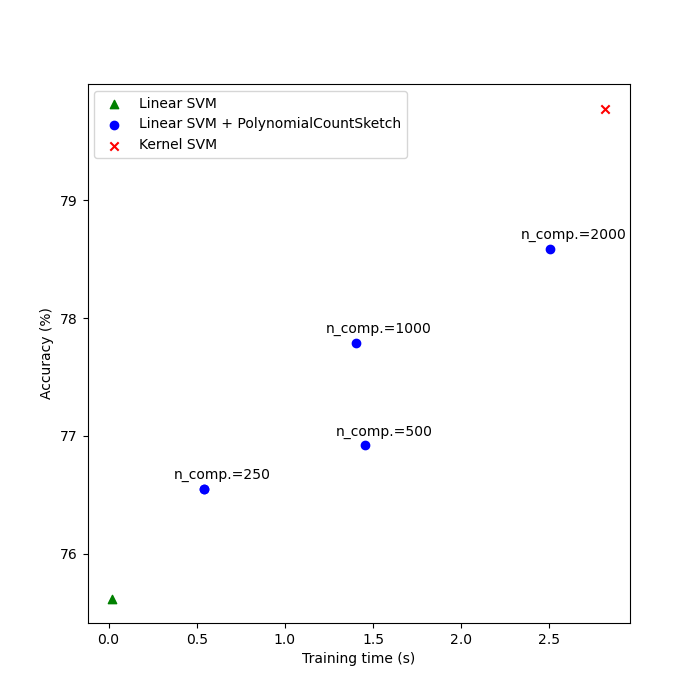 Linear SVM
Linear SVM + PolynomialCountSketch
Kernel SVM
79
n_comp.=2000
78
n_comp.=1000
Accuracy (%)
77
n_comp.=500
n_comp.=250
76
0.0 0.5 1.0 1.5 2.0 2.5
Training time (s)